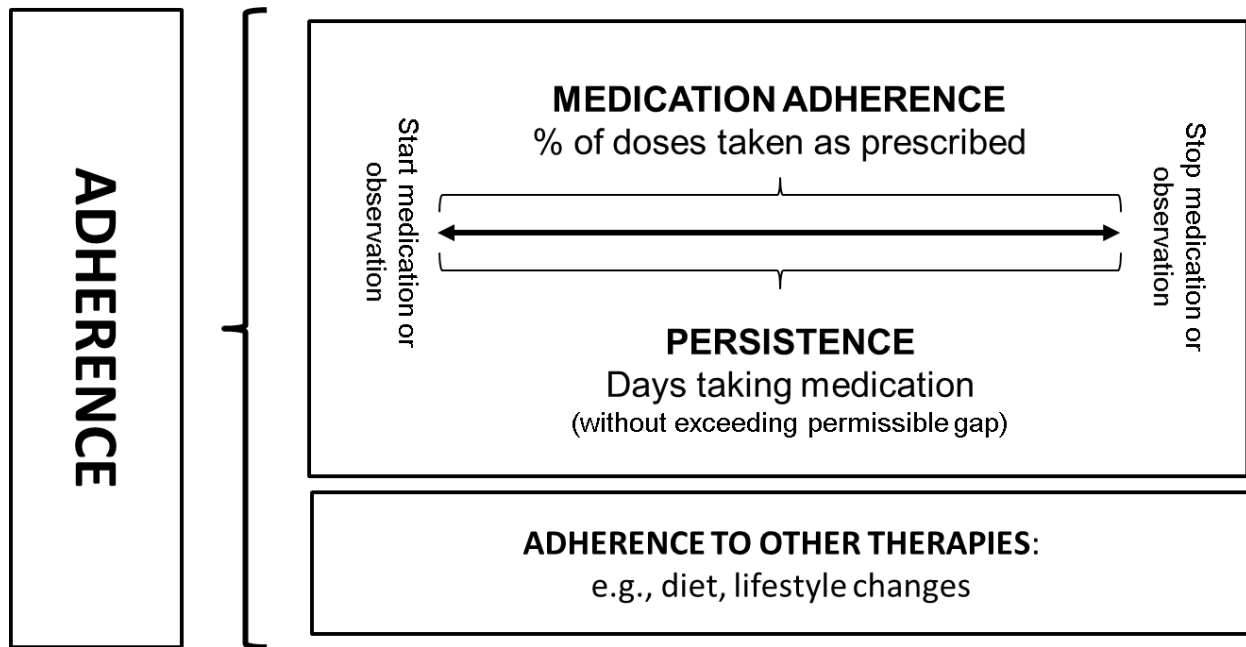 ADHERENCE
MEDICATION ADHERENCE
% of doses taken as prescribed
Start medication or
observation
Stop medication or
observation
PERSISTENCE
Days taking medication
(without exceeding permissible gap)
ADHERENCE TO OTHER THERAPIES:
e.g., diet, lifestyle changes